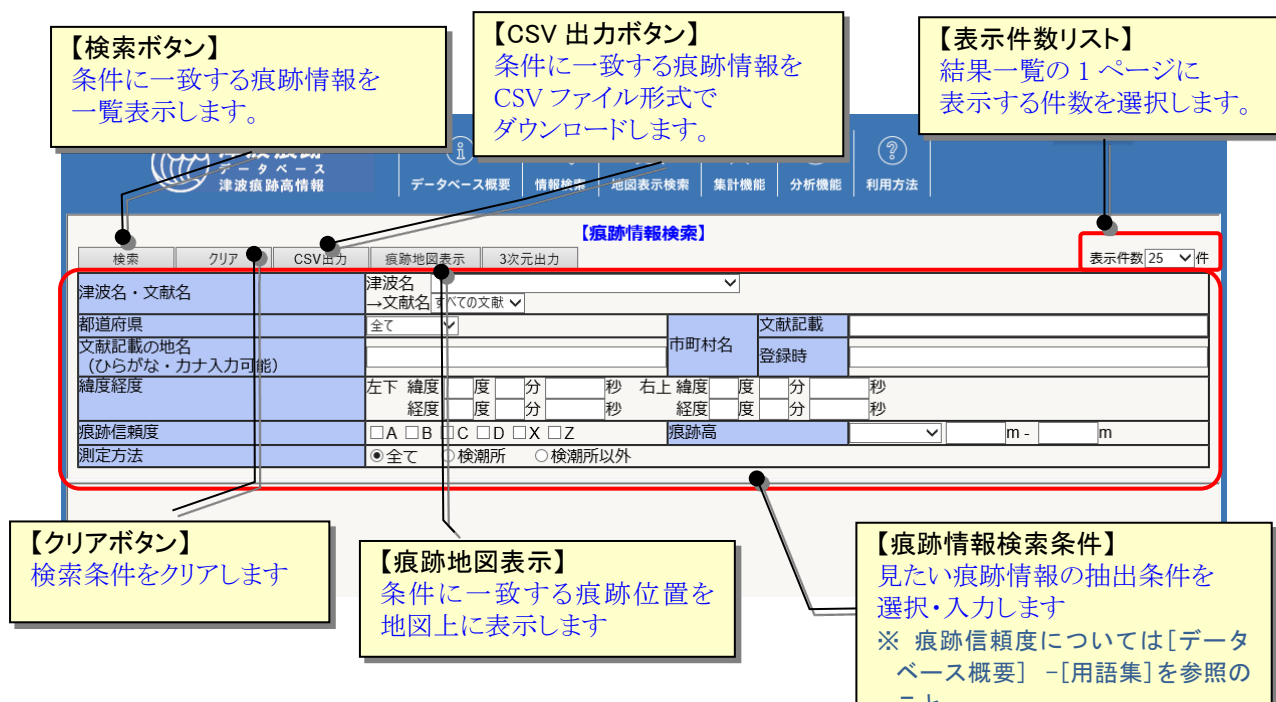 【検索ボタン】
条件に一致する痕跡情報を
一覧表示します。
【CSV 出力ボタン】
条件に一致する痕跡情報を
CSV ファイル形式で
ダウンロードします。
【表示件数リスト】
結果一覧の 1 ページに
表示する件数を選択します。
データベース
津波痕跡高情報
データベース概要
情報検索
地図表示検索
集計機能
分析機能
利用方法
【痕跡情報検索】
検索
クリア
CSV出力
痕跡地図表示
3次元出力
表示件数 25 件
津波名・文献名
津波名
→文献名 すべての文献
都道府県
全て
市町村名
文献記載
文献記載の地名
（ひらがな・カナ入力可能）
登録時
緯度経度
左下 緯度 度 分 秒 右上 緯度 度 分 秒
経度 度 分 秒 経度 度 分 秒
痕跡信頼度
□A □B □C □D □X □Z
痕跡高
m - m
測定方法
全て 検潮所 検潮所以外
【クリアボタン】
検索条件をクリアします
【痕跡地図表示】
条件に一致する痕跡位置を
地図上に表示します
【痕跡情報検索条件】
見たい痕跡情報の抽出条件を
選択・入力します
※ 痕跡信頼度については[データ
ベース概要] -[用語集]を参照の